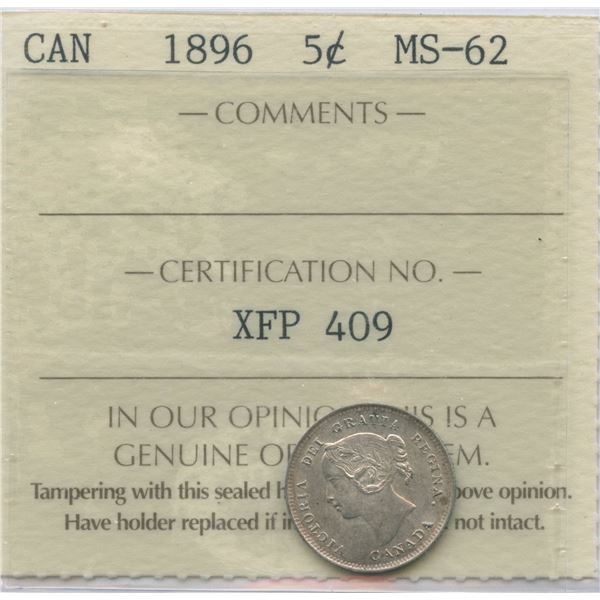 CAN 1896 5¢ MS-62
— COMMENTS —
— CERTIFICATION NO. —
XFP 409
IN OUR OPINIO IS IS A
GENUINE O EM.
Tampering with this sealed h bove opinion.
Have holder replaced if i not intact.
VICTORIA DEI GRATIA REGINA.
CANADA